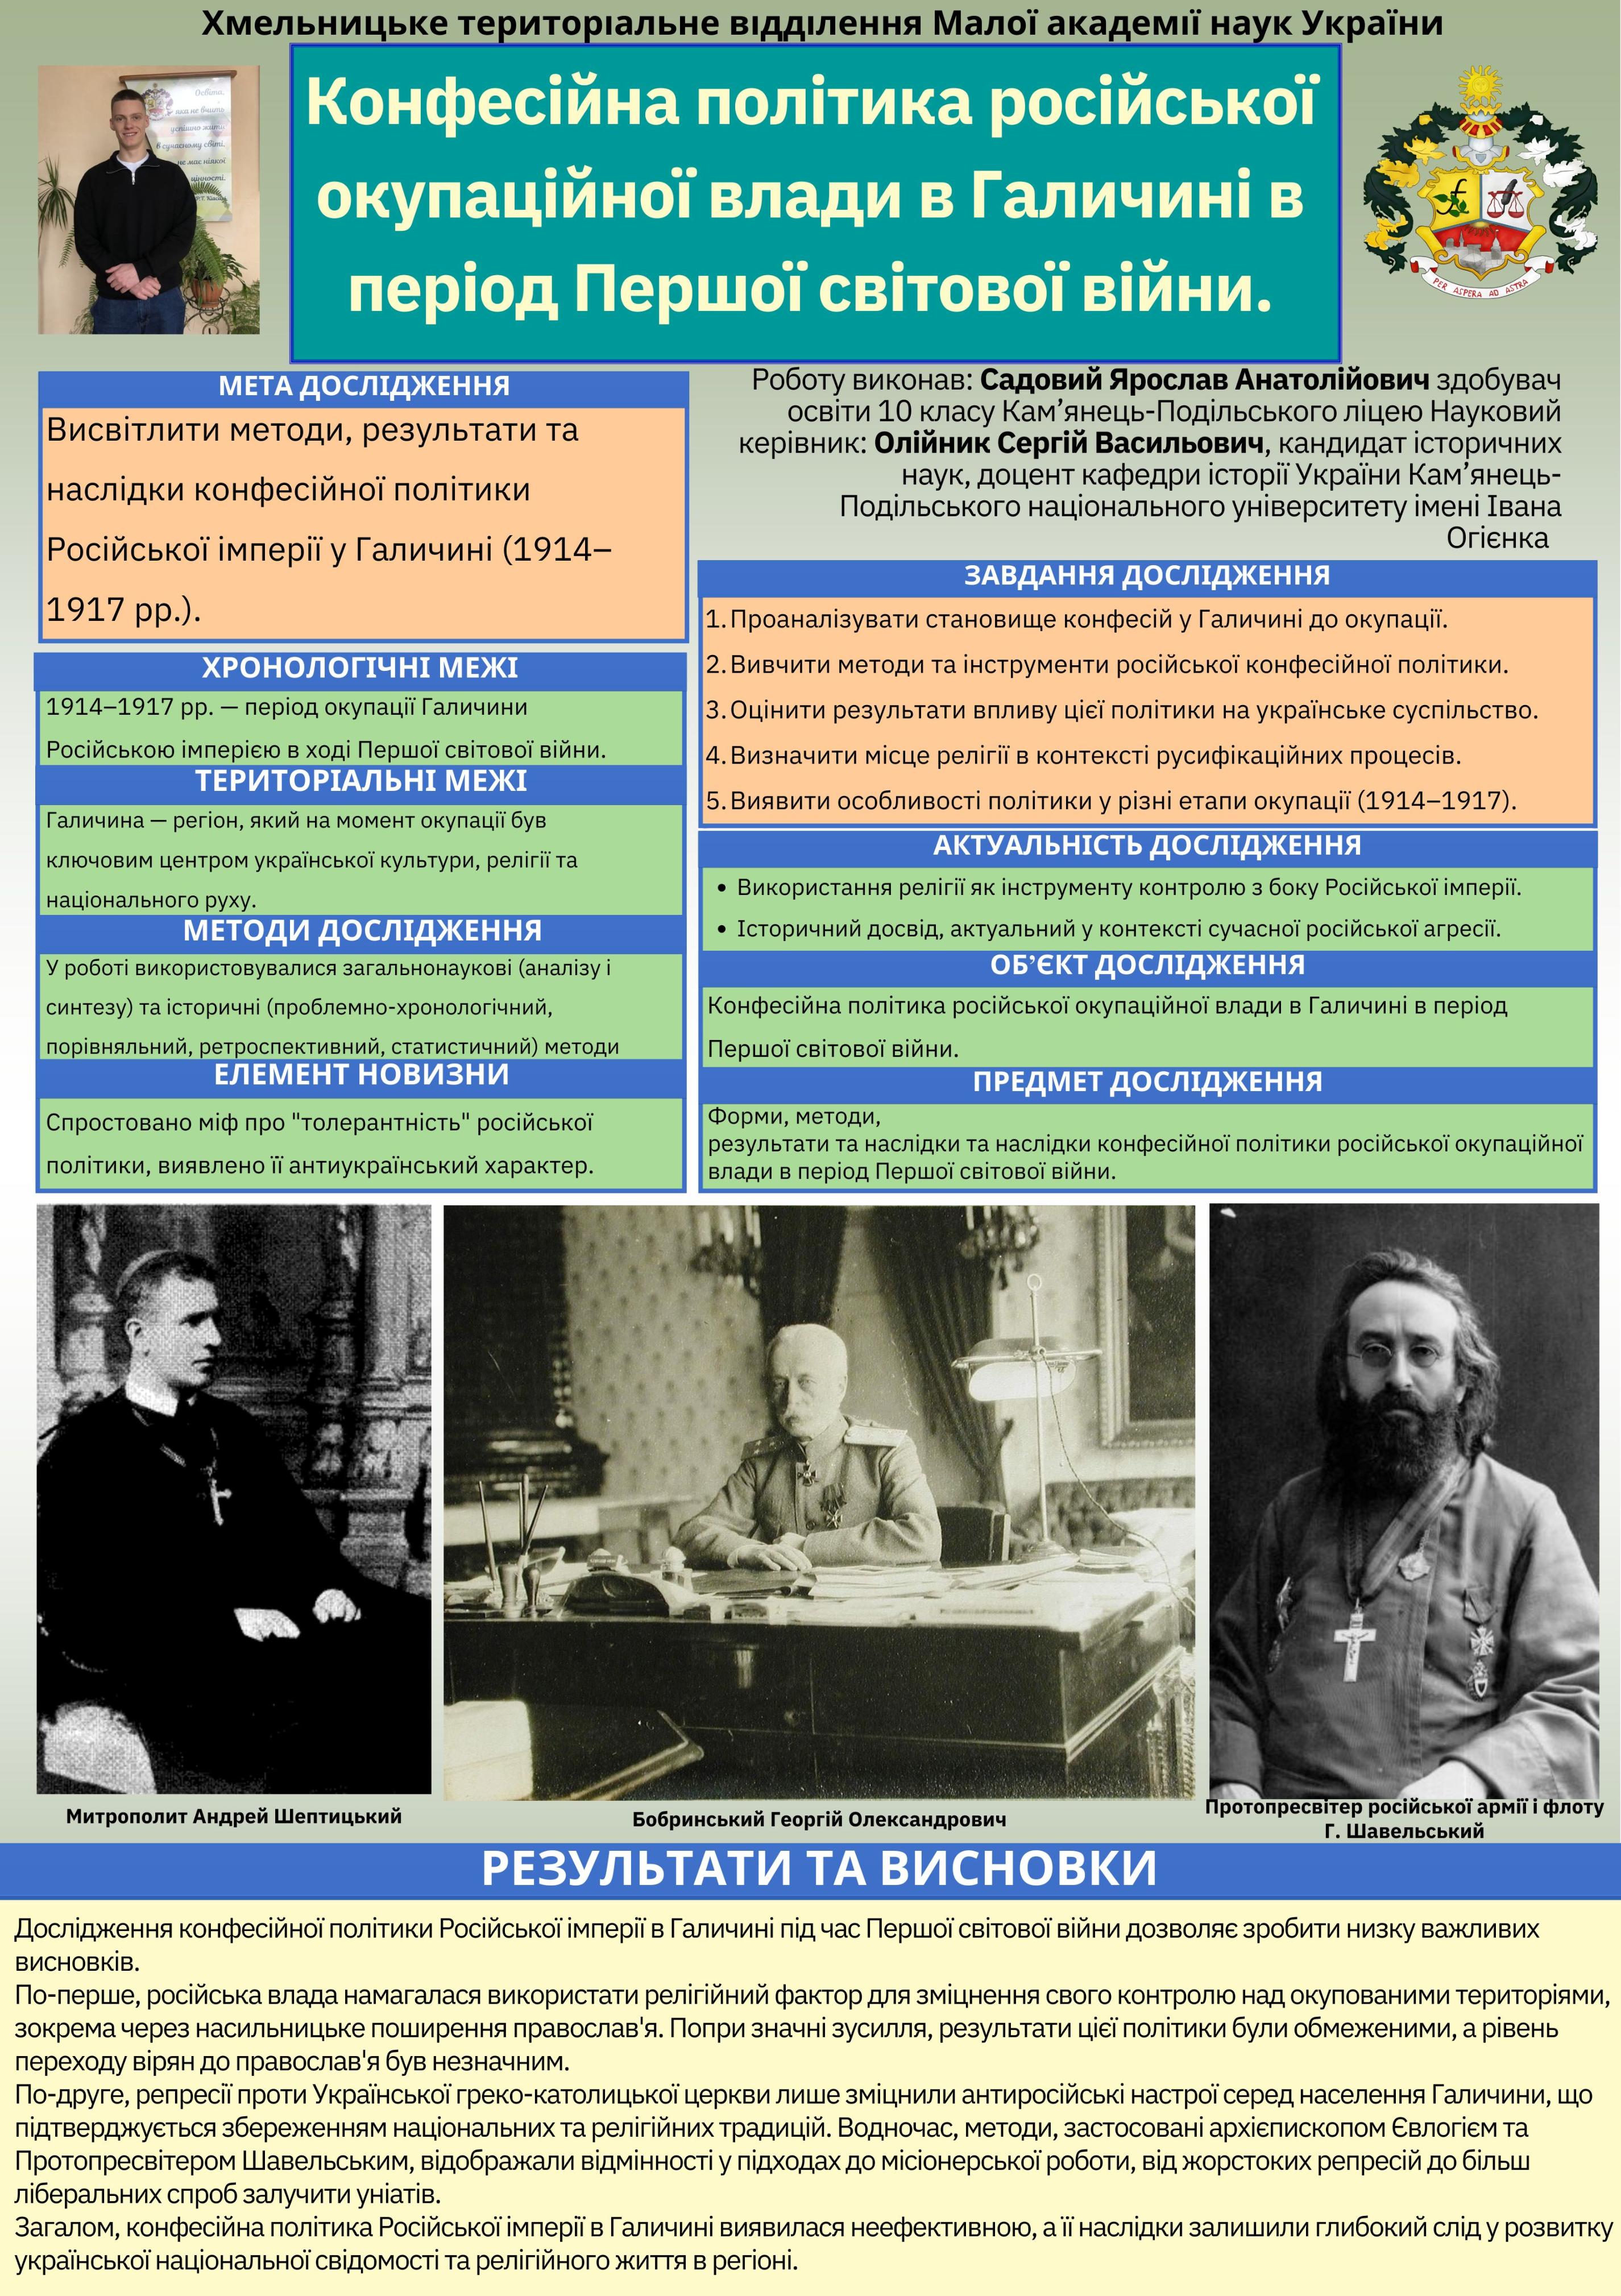 Хмельницьке територіальне відділення Малої академії наук України
Конфесійна політика російської
окупаційної влади в Галичині в
період Першої світової війни.
Освіта,
яка не вчить
успішно жити
в сучасному світі,
не має ніякої
цінності.
PER ASPERA AD ASTRA
Роботу виконав: Садовий Ярослав Анатолійович здобувач
освіти 10 класу Кам’янець-Подільського ліцею Науковий
керівник: Олійник Сергій Васильович, кандидат історичних
наук, доцент кафедри історії України Кам’янець-
Подільського національного університету імені Івана
Огієнка
МЕТА ДОСЛІДЖЕННЯ
Висвітлити методи, результати та
наслідки конфесійної політики
Російської імперії у Галичині (1914–
1917 рр.).
ХРОНОЛОГІЧНІ МЕЖІ
1914–1917 рр. — період окупації Галичини
Російською імперією в ході Першої світової війни.
ТЕРИТОРІАЛЬНІ МЕЖІ
Галичина — регіон, який на момент окупації був
ключовим центром української культури, релігії та
національного руху.
МЕТОДИ ДОСЛІДЖЕННЯ
У роботі використовувалися загальнонаукові (аналізу і
синтезу) та історичні (проблемно-хронологічний,
порівняльний, ретроспективний, статистичний) методи
ЕЛЕМЕНТ НОВИЗНИ
Спростовано міф про "толерантність" російської
політики, виявлено її антиукраїнський характер.
ЗАВДАННЯ ДОСЛІДЖЕННЯ
1. Проаналізувати становище конфесій у Галичині до окупації.
2. Вивчити методи та інструменти російської конфесійної політики.
3. Оцінити результати впливу цієї політики на українське суспільство.
4. Визначити місце релігії в контексті русифікаційних процесів.
5. Виявити особливості політики у різні етапи окупації (1914–1917).
АКТУАЛЬНІСТЬ ДОСЛІДЖЕННЯ
• Використання релігії як інструменту контролю з боку Російської імперії.
• Історичний досвід, актуальний у контексті сучасної російської агресії.
ОБ’ЄКТ ДОСЛІДЖЕННЯ
Конфесійна політика російської окупаційної влади в Галичині в період
Першої світової війни.
ПРЕДМЕТ ДОСЛІДЖЕННЯ
Форми, методи,
результати та наслідки та наслідки конфесійної політики російської окупаційної
влади в період Першої світової війни.
Митрополит Андрей Шептицький
Бобринський Георгій Олександрович
Протопресвітер російської армії і флоту
Г. Шавельський
РЕЗУЛЬТАТИ ТА ВИСНОВКИ
Дослідження конфесійної політики Російської імперії в Галичині під час Першої світової війни дозволяє зробити низку важливих
висновків.
По-перше, російська влада намагалася використати релігійний фактор для зміцнення свого контролю над окупованими територіями,
зокрема через насильницьке поширення православ'я. Попри значні зусилля, результати цієї політики були обмеженими, а рівень
переходу вірян до православ'я був незначним.
По-друге, репресії проти Української греко-католицької церкви лише зміцнили антиросійські настрої серед населення Галичини, що
підтверджується збереженням національних та релігійних традицій. Водночас, методи, застосовані архієпископом Євлогієм та
Протопресвітером Шавельським, відображали відмінності у підходах до місіонерської роботи, від жорстоких репресій до більш
ліберальних спроб залучити уніатів.
Загалом, конфесійна політика Російської імперії в Галичині виявилася неефективною, а її наслідки залишили глибокий слід у розвитку
української національної свідомості та релігійного життя в регіоні.